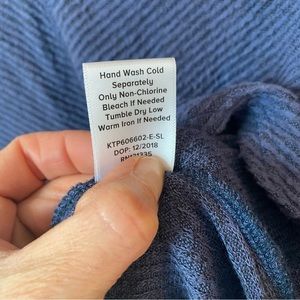 Hand Wash Cold
Separately
Only Non-Chlorine
Bleach If Needed
Tumble Dry Low
Warm Iron If Needed
KTP606602-E-SL
DOP: 12/2018